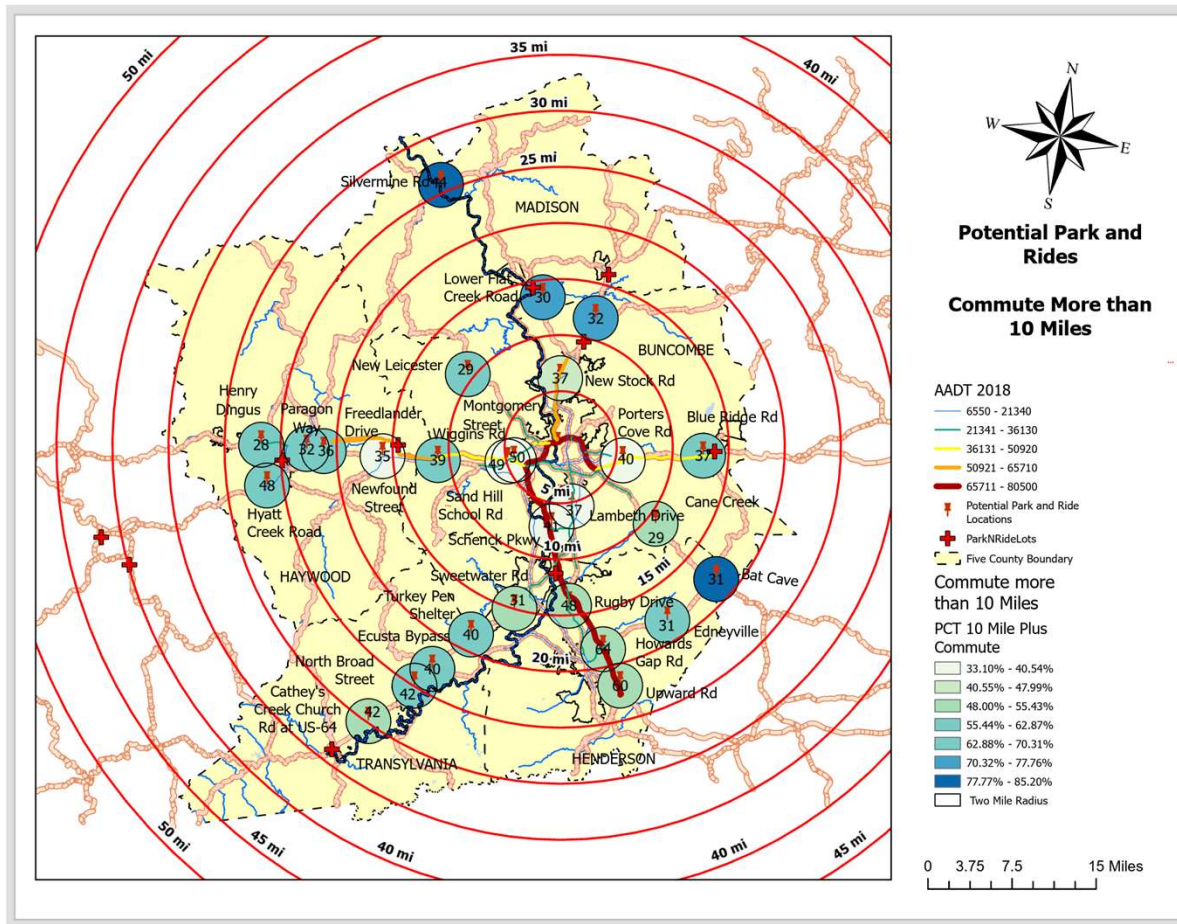 50 mi
35 mi
40 mi
30 mi
25 mi
Silvermine Rd
44
MADISON
Lower Flat
Creek Road
30
32
BUNCOMBE
New Leicester
29
37
New Stock Rd
Henry
Dingus
Paragon
Way
Freedlander
Drive
Montgomery
Street
Wiggins Rd
Porters
Cove Rd
Blue Ridge Rd
28
32
36
35
39
49
50
40
37
48
Hyatt
Creek Road
Newfound
Street
Sand Hill
School Rd
5 mi
37
Lambeth Drive
Cane Creek
29
Schenck Pkwy
10 mi
HAYWOOD
15 mi
Sweetwater Rd
31
Bat Cave
Turkey Pen
Shelter
31
48
Rugby Drive
31
Edneyville
Ecusta Bypass
40
64
Howards
Gap Rd
20 mi
North Broad
Street
40
42
60
Upward Rd
Cathey's
Creek Church
Rd at US-64
42
TRANSYLVANIA
HENDERSON
50 mi
45 mi
40 mi
40 mi
45 mi
N
W
E
S
Potential Park and
Rides
Commute More than
10 Miles
...
AADT 2018
6550 - 21340
21341 - 36130
36131 - 50920
50921 - 65710
65711 - 80500
Potential Park and Ride
Locations
ParkNRideLots
Five County Boundary
Commute more
than 10 Miles
PCT 10 Mile Plus
Commute
33.10% - 40.54%
40.55% - 47.99%
48.00% - 55.43%
55.44% - 62.87%
62.88% - 70.31%
70.32% - 77.76%
77.77% - 85.20%
Two Mile Radius
0 3.75 7.5 15 Miles